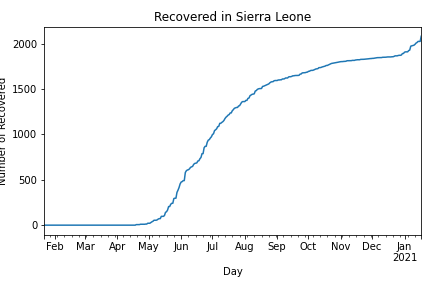 Recovered in Sierra Leone
Number of Recovered
2000
1500
1000
500
0
Feb Mar Apr May Jun Jul Aug Sep Oct Nov Dec Jan
2021
Day